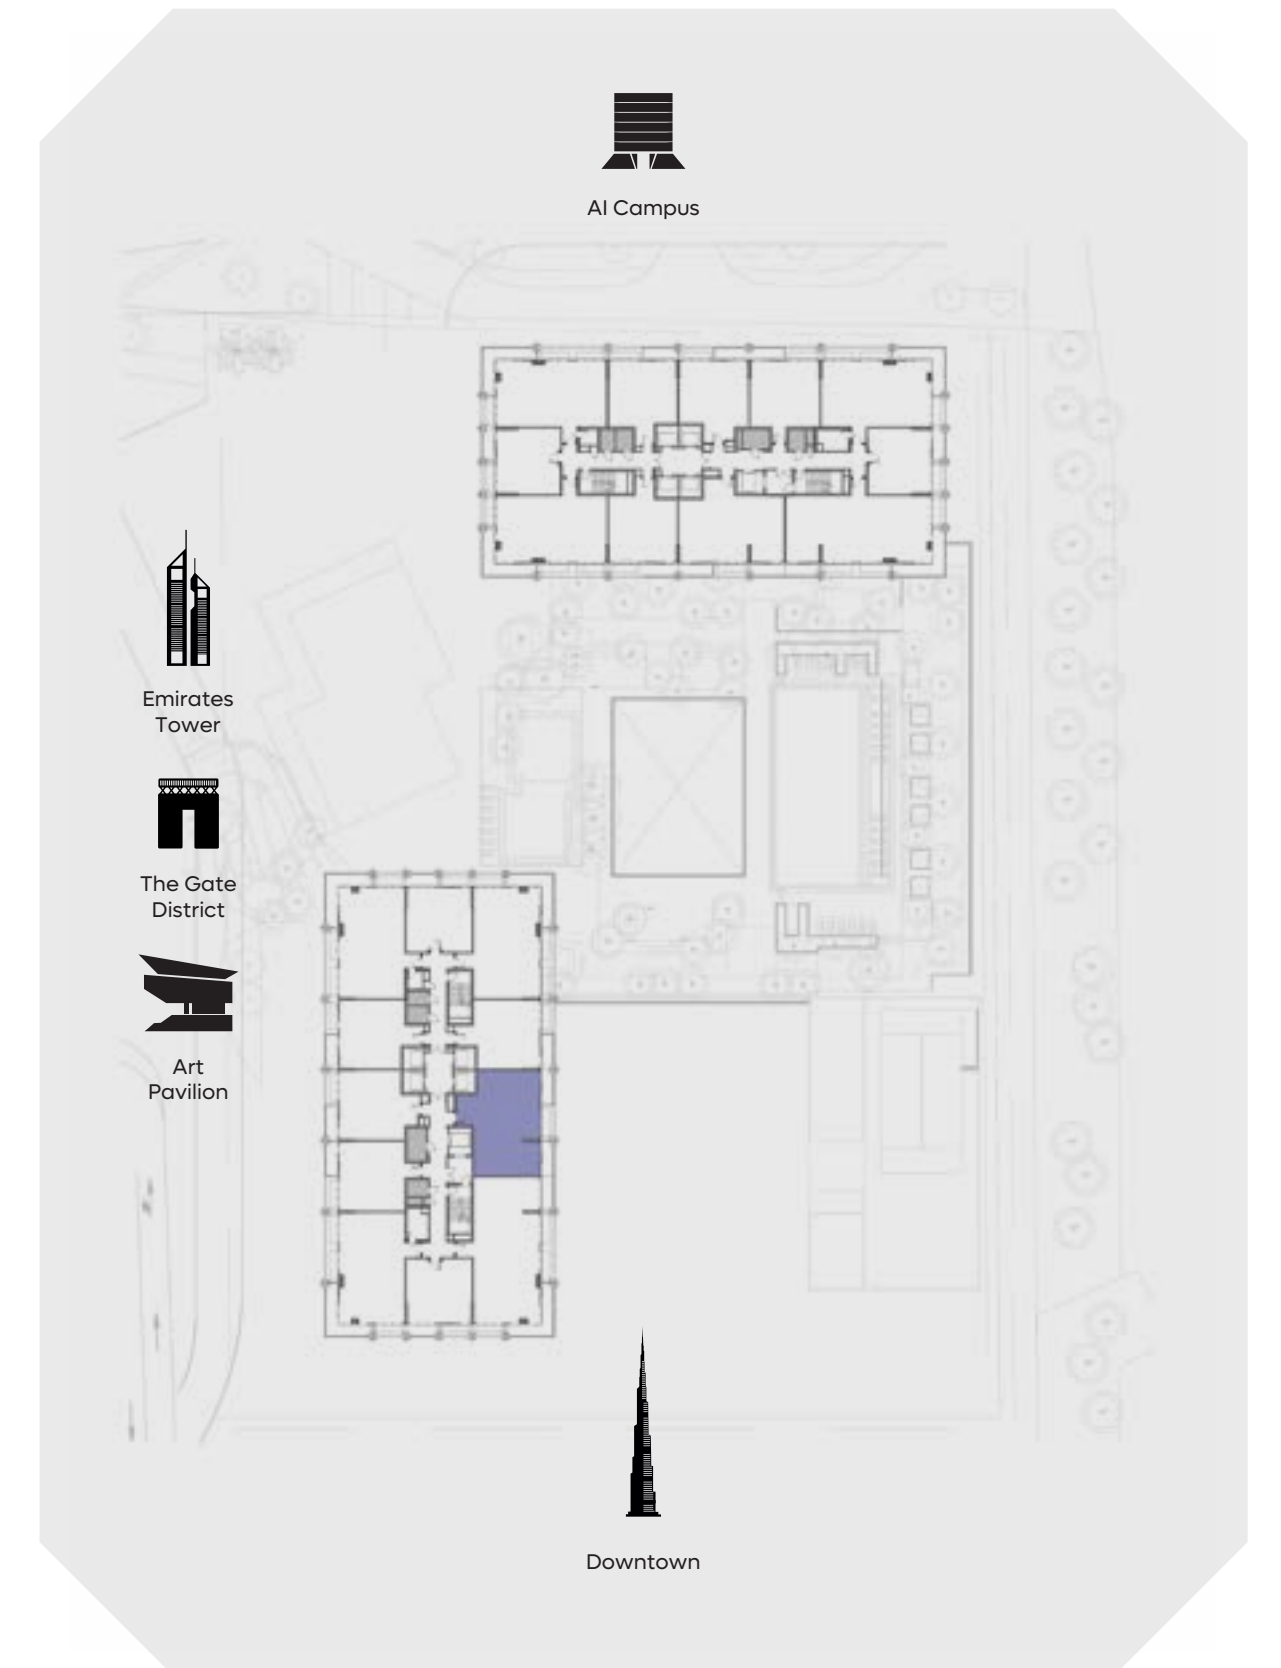 AI Campus
Emirates
Tower
The Gate
District
Art
Pavilion
Downtown